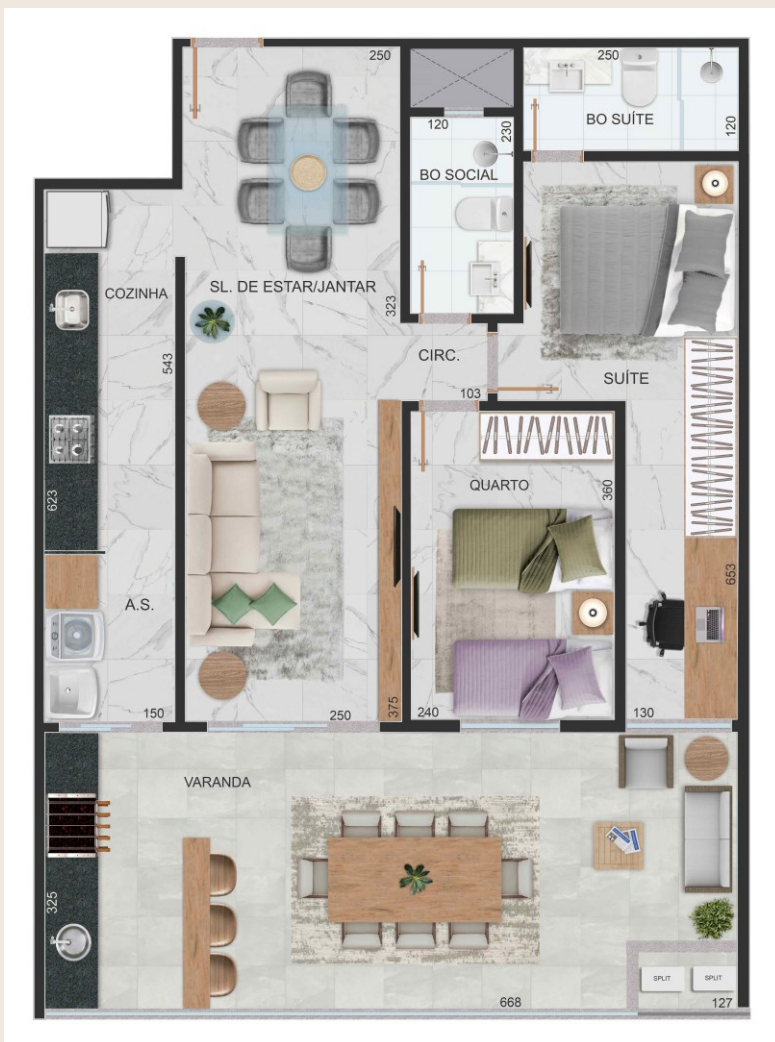 250
250
BO SUÍTE
120
120
230
BO SOCIAL
COZINHA
SL. DE ESTAR/JANTAR
323
543
CIRC.
103
SUÍTE
QUARTO
360
623
653
A.S.
150
250
375
240
130
VARANDA
325
SPLIT
SPLIT
668
127